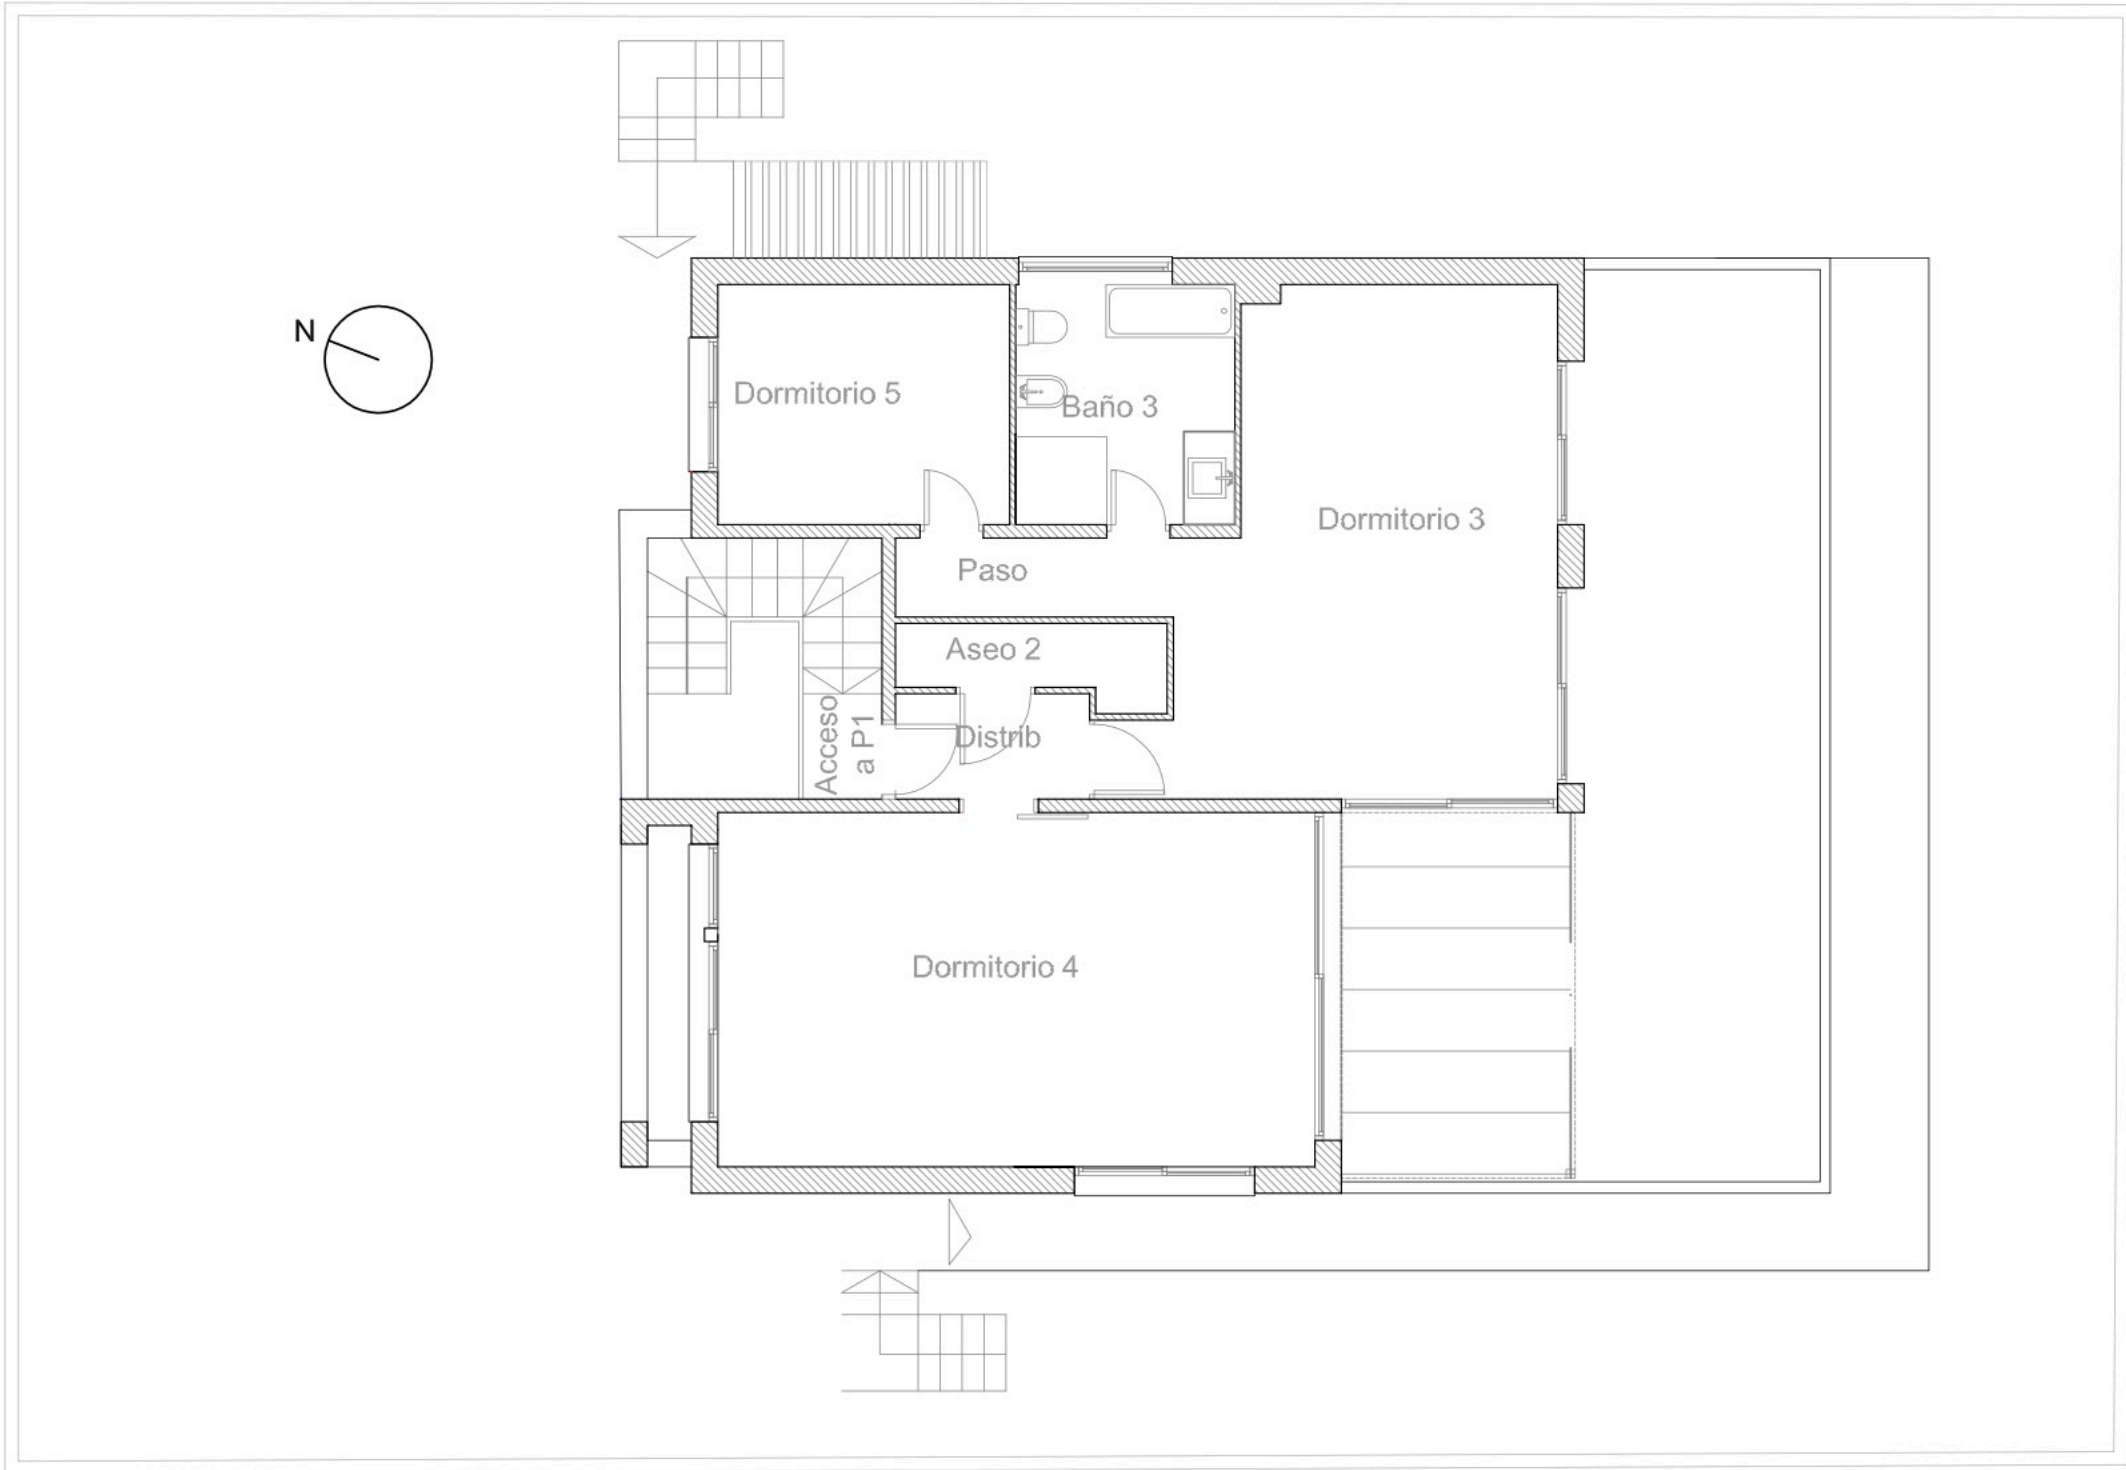 N
Dormitorio 5
Baño 3
Dormitorio 3
Paso
Aseo 2
Acceso
a P1
Distrib
Dormitorio 4